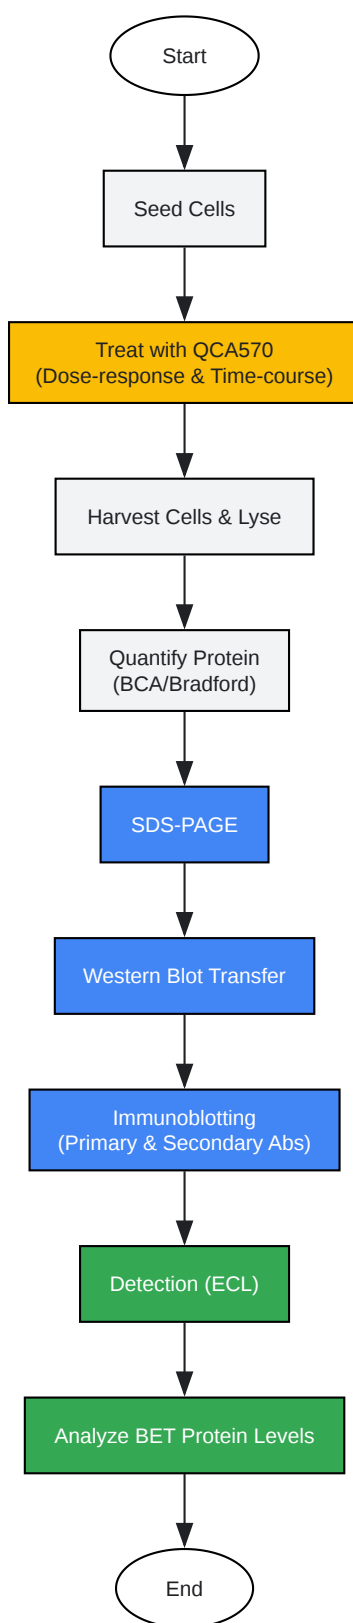 Start
Seed Cells
Treat with QCA570
(Dose-response & Time-course)
Harvest Cells & Lyse
Quantify Protein
(BCA/Bradford)
SDS-PAGE
Western Blot Transfer
Immunoblotting
(Primary & Secondary Abs)
Detection (ECL)
Analyze BET Protein Levels
End